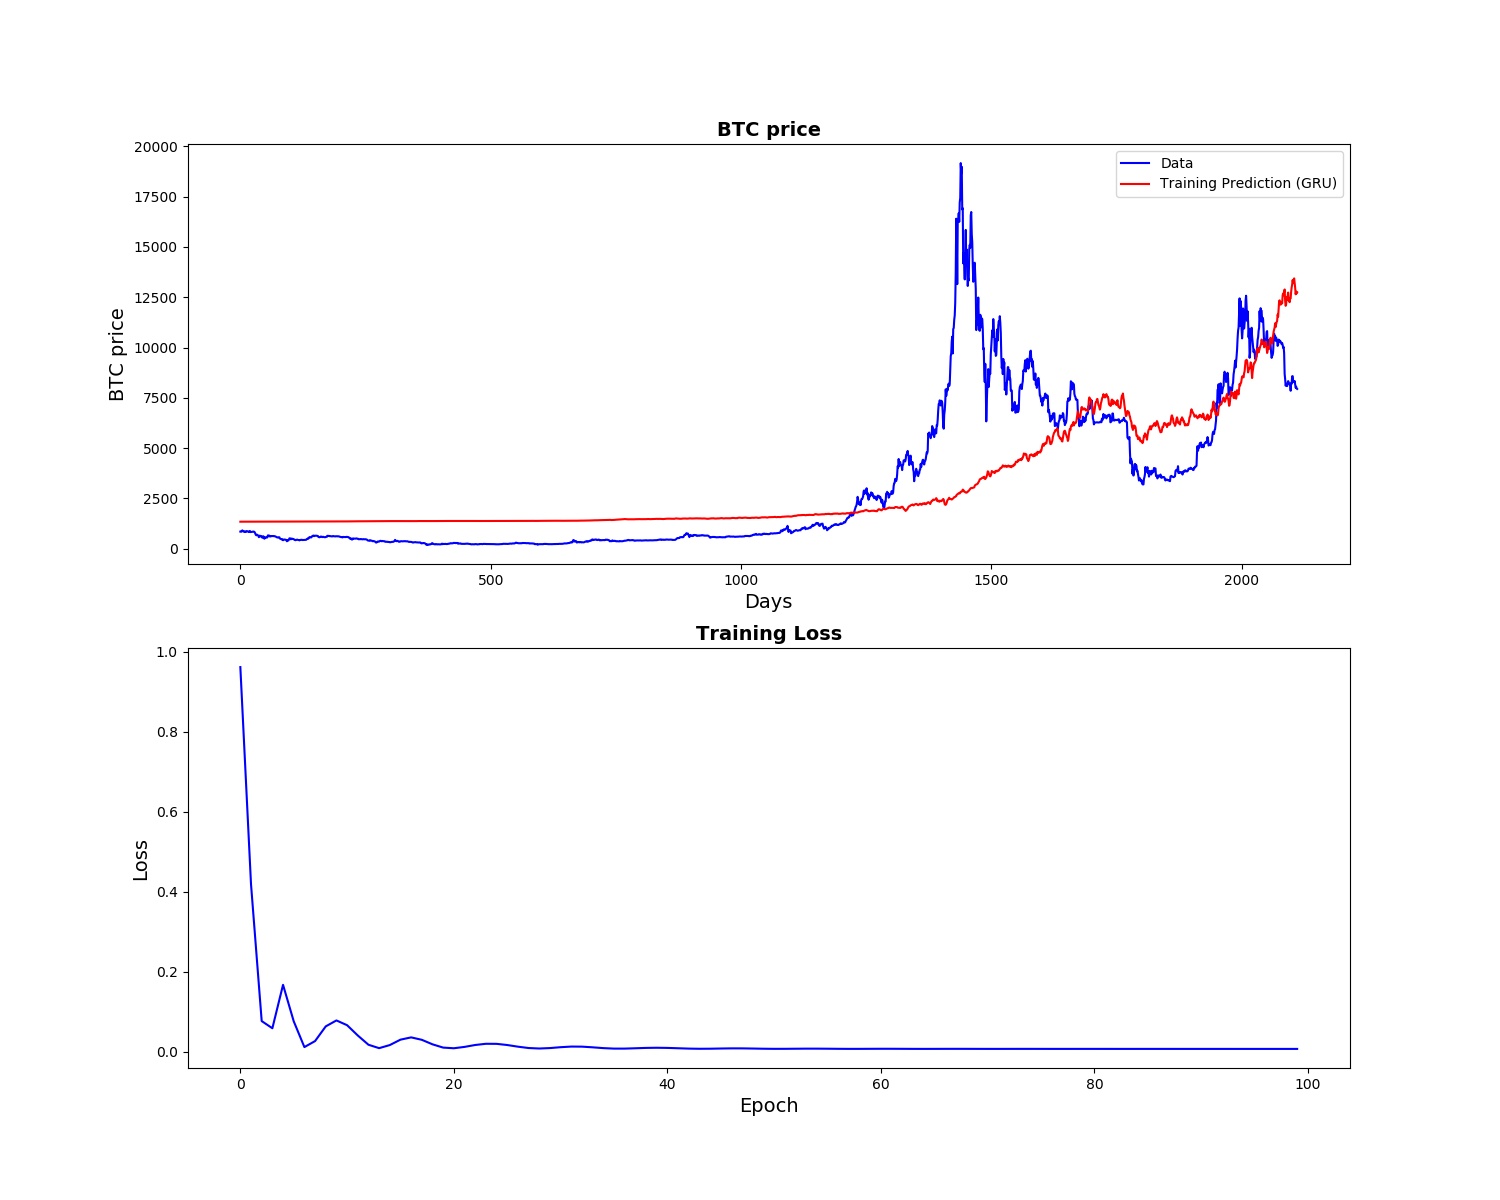 BTC price
20000
17500
15000
12500
10000
7500
5000
2500
0
BTC price
Data
Training Prediction (GRU)
0 500 1000 1500 2000
Days
Training Loss
1.0
0.8
0.6
0.4
0.2
0.0
Loss
0 20 40 60 80 100
Epoch